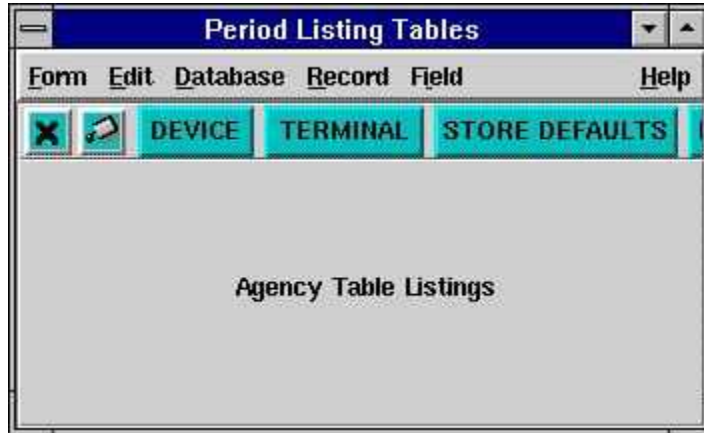 Period Listing Tables
Form Edit Database Record Field Help
DEVICE TERMINAL STORE DEFAULTS
Agency Table Listings